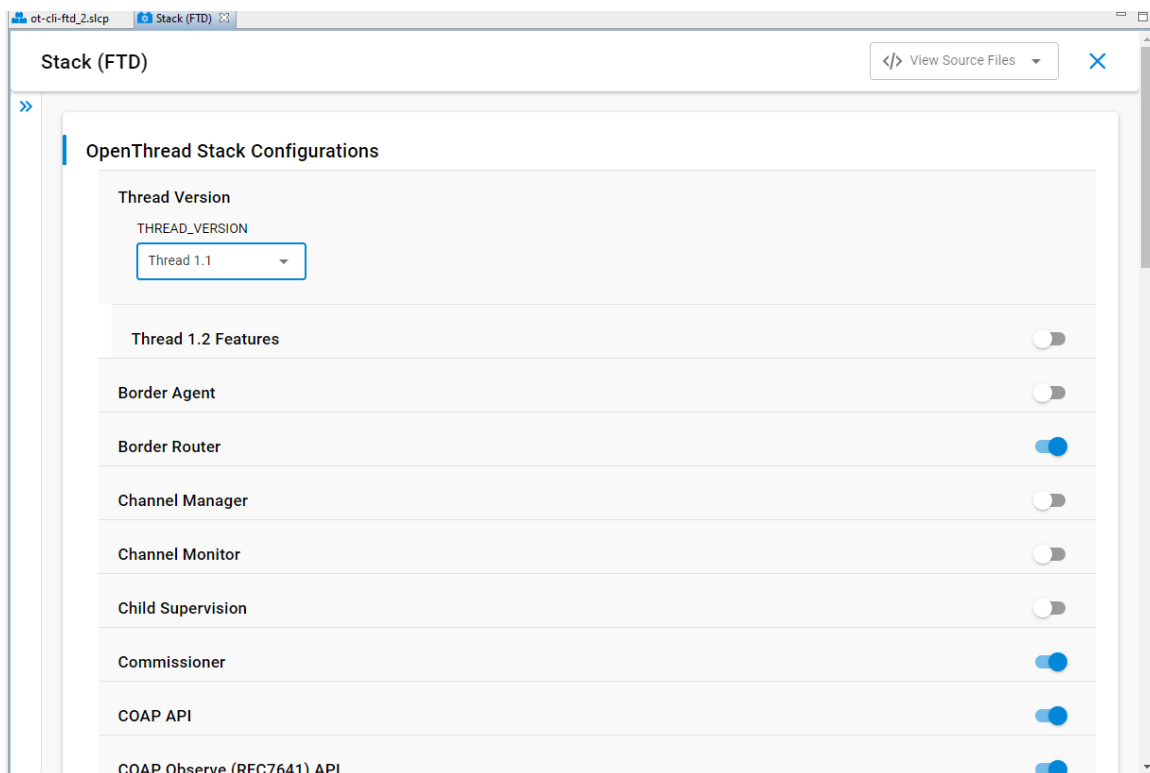 ot-cli-ftd_2.slcp
Stack (FTD)
Stack (FTD)
</> View Source Files
OpenThread Stack Configurations
Thread Version
THREAD_VERSION
Thread 1.1
Thread 1.2 Features
Border Agent
Border Router
Channel Manager
Channel Monitor
Child Supervision
Commissioner
COAP API
COAP Observe (RFC7641) API